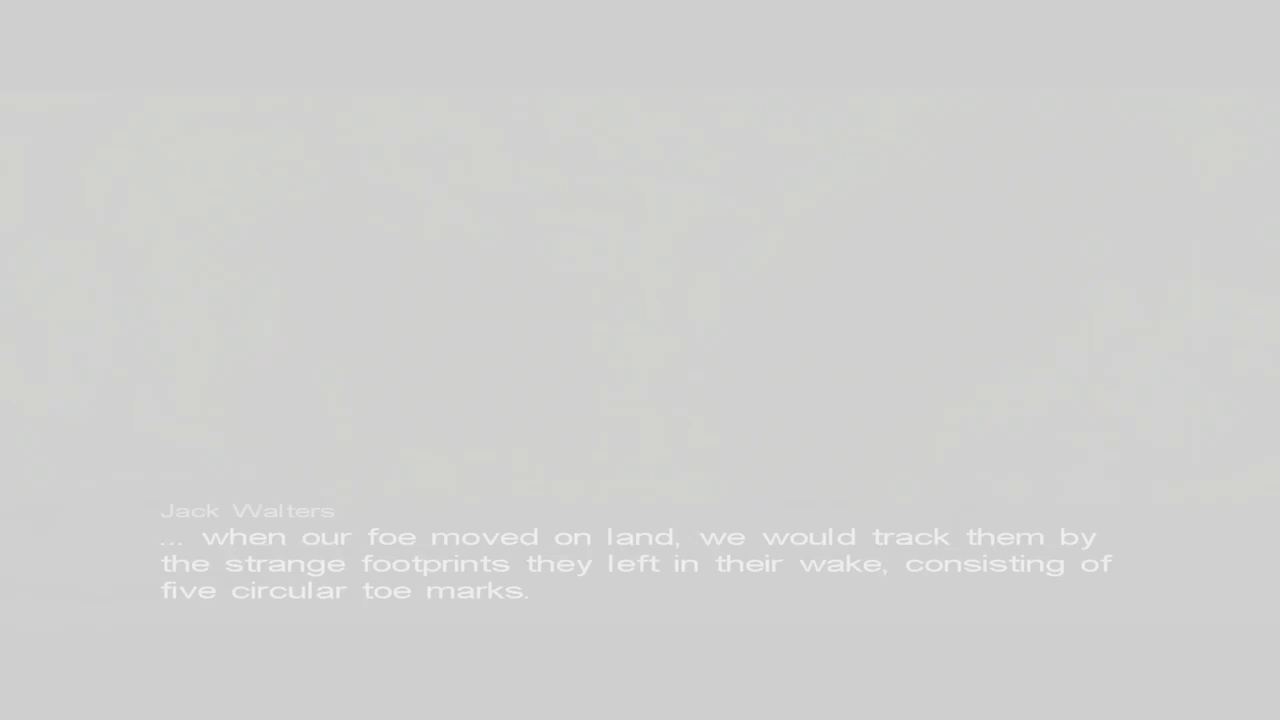 Jack Walters
... when our foe moved on land, we would track them by
the strange footprints they left in their wake, consisting of
five circular toe marks.